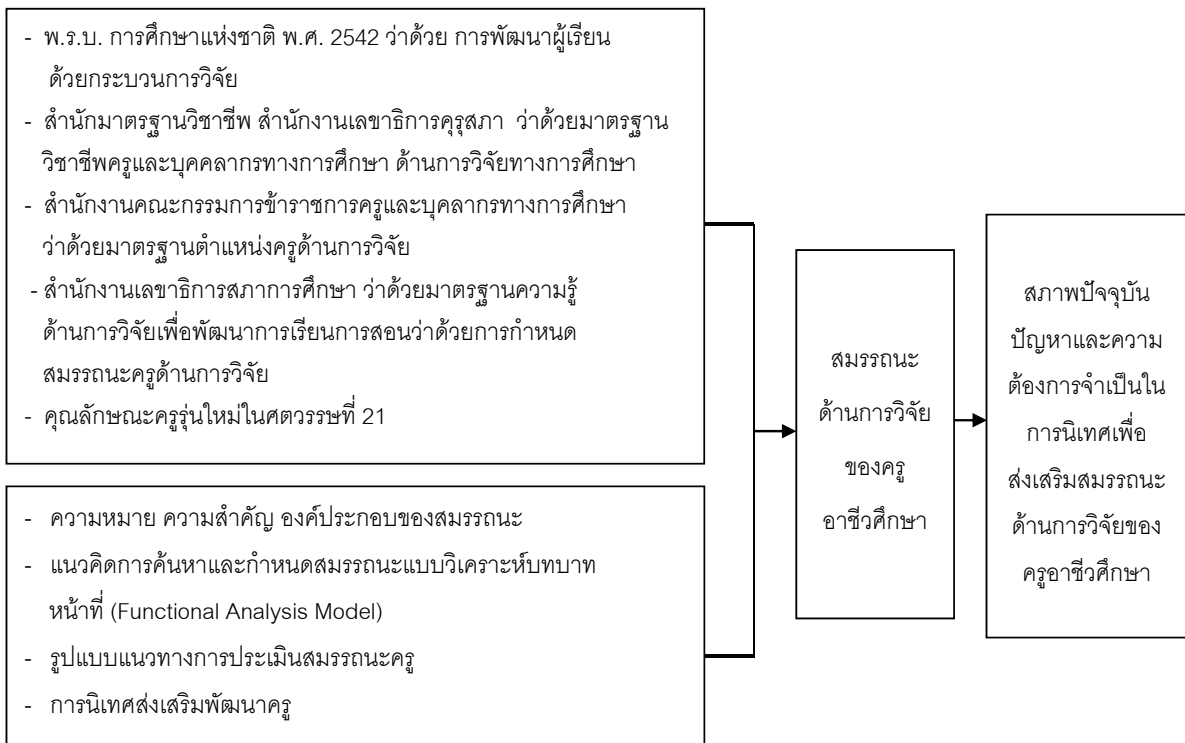 - พ.ร.บ. การศึกษาแห่งชาติ พ.ศ. 2542 ว่าด้วย การพัฒนาผู้เรียน
ด้วยกระบวนการวิจัย
- สำนักมาตรฐานวิชาชีพ สำนักงานเลขาธิการคุรุสภา ว่าด้วยมาตรฐาน
วิชาชีพครูและบุคคลากรทางการศึกษา ด้านการวิจัยทางการศึกษา
- สำนักงานคณะกรรมการข้าราชการครูและบุคลากรทางการศึกษา
ว่าด้วยมาตรฐานตำแหน่งครูด้านการวิจัย
- สำนักงานเลขาธิการสภาการศึกษา ว่าด้วยมาตรฐานความรู้
ด้านการวิจัยเพื่อพัฒนาการเรียนการสอนว่าด้วยการกำหนด
สมรรถนะครูด้านการวิจัย
- คุณลักษณะครูรุ่นใหม่ในศตวรรษที่ 21
- ความหมาย ความสำคัญ องค์ประกอบของสมรรถนะ
- แนวคิดการค้นหาและกำหนดสมรรถนะแบบวิเคราะห์บทบาท
หน้าที่ (Functional Analysis Model)
- รูปแบบแนวทางการประเมินสมรรถนะครู
- การนิเทศส่งเสริมพัฒนาครู
สมรรถนะ
ด้านการวิจัย
ของครู
อาชีวศึกษา
สภาพปัจจุบัน
ปัญหาและความ
ต้องการจำเป็นใน
การนิเทศเพื่อ
ส่งเสริมสมรรถนะ
ด้านการวิจัยของ
ครูอาชีวศึกษา